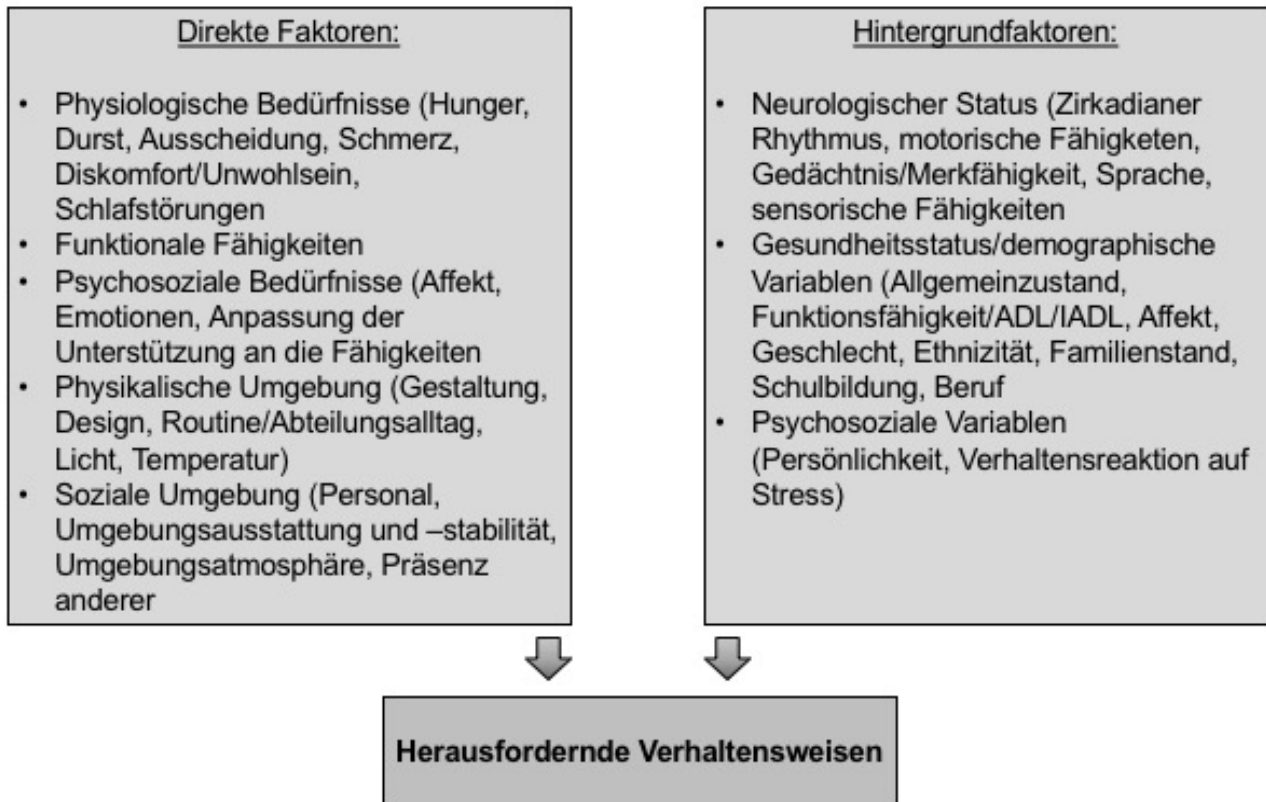 Direkte Faktoren:
• Physiologische Bedürfnisse (Hunger,
Durst, Ausscheidung, Schmerz,
Diskomfort/Unwohlsein,
Schlafstörungen
• Funktionale Fähigkeiten
• Psychosoziale Bedürfnisse (Affekt,
Emotionen, Anpassung der
Unterstützung an die Fähigkeiten
• Physikalische Umgebung (Gestaltung,
Design, Routine/Abteilungsalltag,
Licht, Temperatur)
• Soziale Umgebung (Personal,
Umgebungsausstattung und –stabilität,
Umgebungsatmosphäre, Präsenz
anderer
Hintergrundfaktoren:
• Neurologischer Status (Zirkadianer
Rhythmus, motorische Fähigketen,
Gedächtnis/Merkfähigkeit, Sprache,
sensorische Fähigkeiten
• Gesundheitsstatus/demographische
Variablen (Allgemeinzustand,
Funktionsfähigkeit/ADL/IADL, Affekt,
Geschlecht, Ethnizität, Familienstand,
Schulbildung, Beruf
• Psychosoziale Variablen
(Persönlichkeit, Verhaltensreaktion auf
Stress)
Herausfordernde Verhaltensweisen